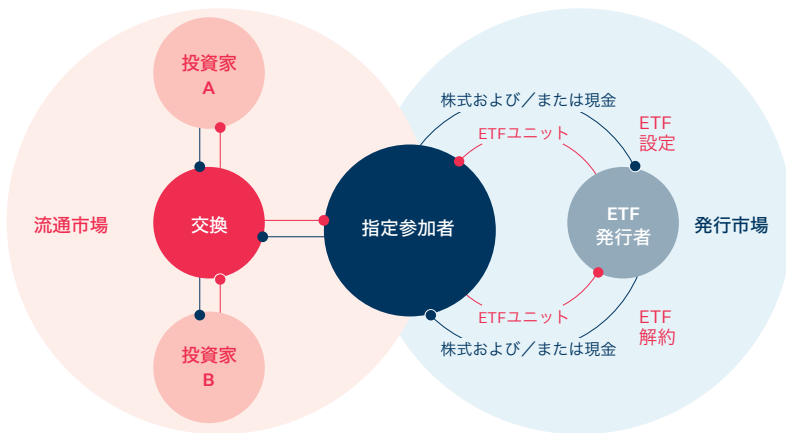 投資家
A
株式および／または現金
ETFユニット
ETF
設定
流通市場
交換
指定参加者
ETF
発行者
発行市場
ETFユニット
ETF
解約
株式および／または現金
投資家
B